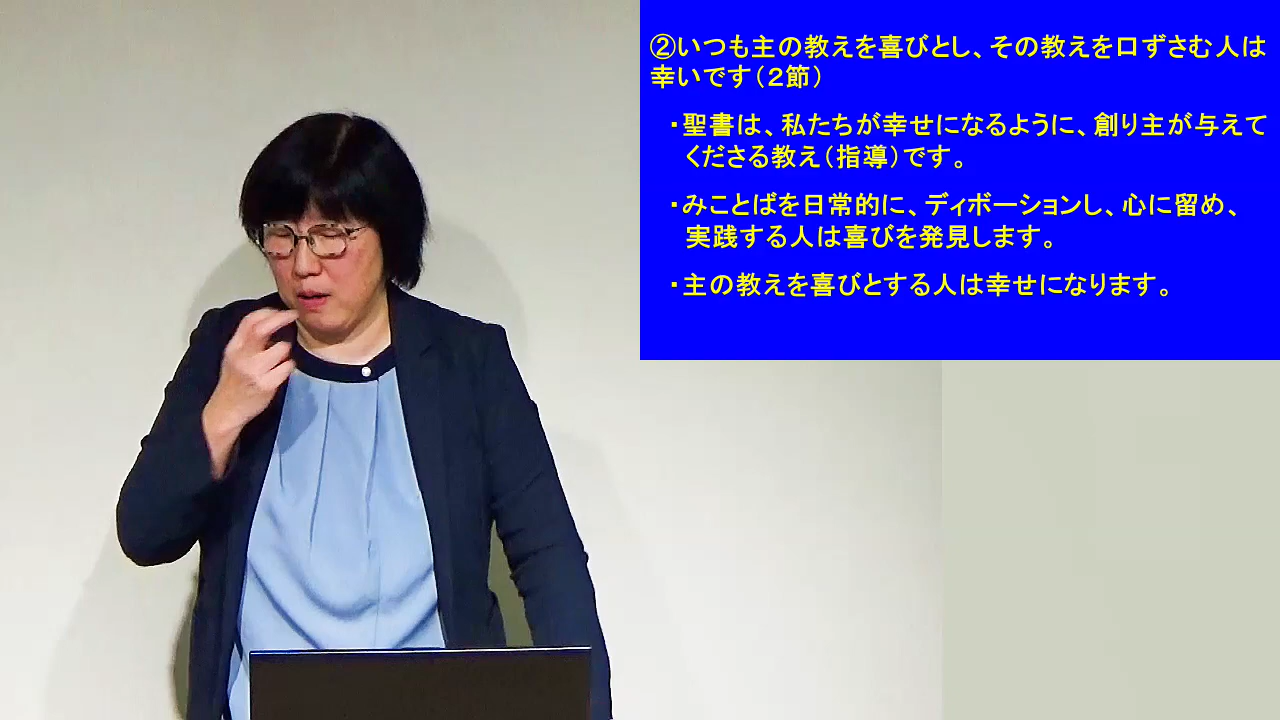 ②いつも主の教えを喜びとし、その教えを口ずさむ人は
幸いです（２節）
・聖書は、私たちが幸せになるように、創り主が与えて
くださる教え（指導）です。
・みことばを日常的に、ディボーションし、心に留め、
実践する人は喜びを発見します。
・主の教えを喜びとする人は幸せになります。